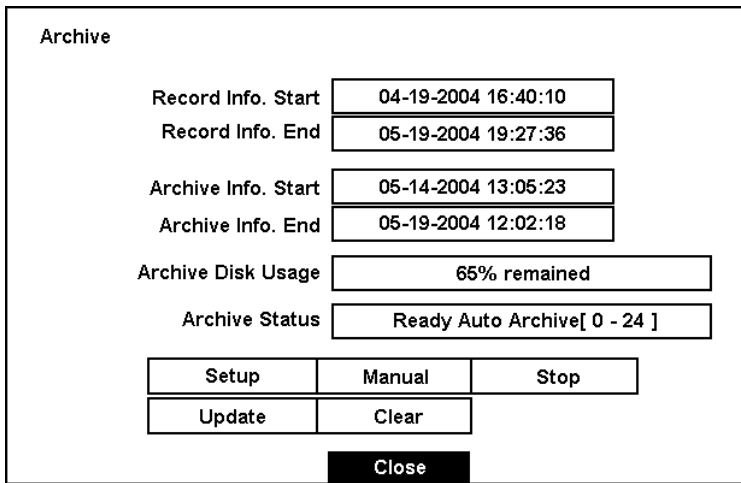 Archive
Record Info. Start 04-19-2004 16:40:10
Record Info. End 05-19-2004 19:27:36
Archive Info. Start 05-14-2004 13:05:23
Archive Info. End 05-19-2004 12:02:18
Archive Disk Usage 65% remained
Archive Status Ready Auto Archive[ 0 - 24 ]
Setup Manual Stop
Update Clear
Close